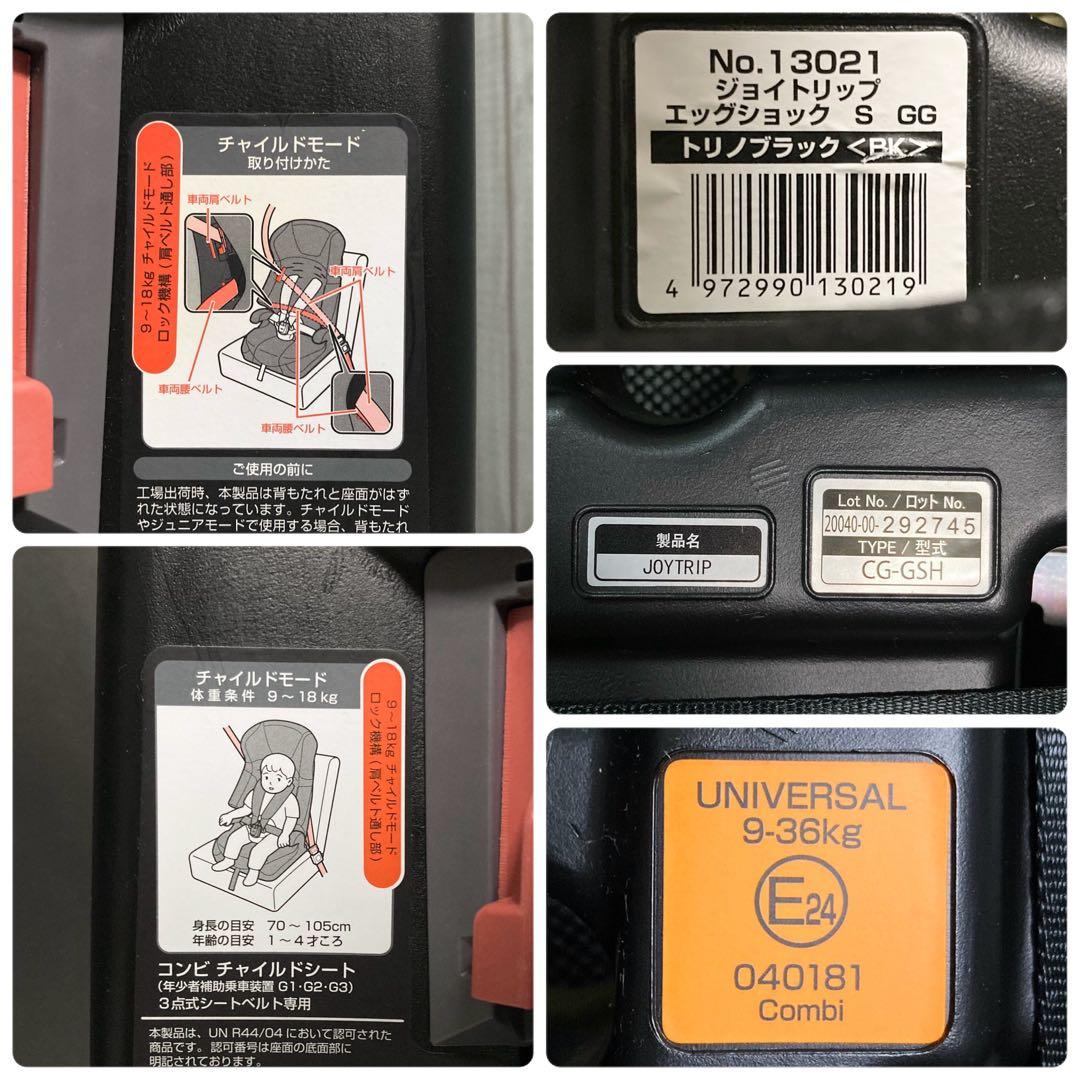 チャイルドモード
取り付けかた
9～18kg チャイルドモード
ロック機構(肩ベルト通し部)
車両肩ベルト
車両肩ベルト
車両腰ベルト
車両腰ベルト
ご使用の前に
工場出荷時、本製品は背もたれと座面がはず
れた状態になっています。チャイルドモード
やジュニアモードで使用する場合、背もたれ
No.13021
ジョイトリップ
エッグショック S GG
トリノブラック<BK>
4 972990 130219
製品名
JOYTRIP
Lot No. / ロット No.
20040-00-292745
TYPE / 型式
CG-GSH
チャイルドモード
体重条件 9～18kg
9～18kg チャイルドモード
ロック機構(肩ベルト通し部)
身長の目安 70～105cm
年齢の目安 1～4才ころ
コンビ チャイルドシート
(年少者補助乗車装置 G1・G2・G3)
3点式シートベルト専用
本製品は、UN R44/04 において認可された
商品です。認可番号は座面の底面部に
明記されております。
UNIVERSAL
9-36kg
E24
040181
Combi